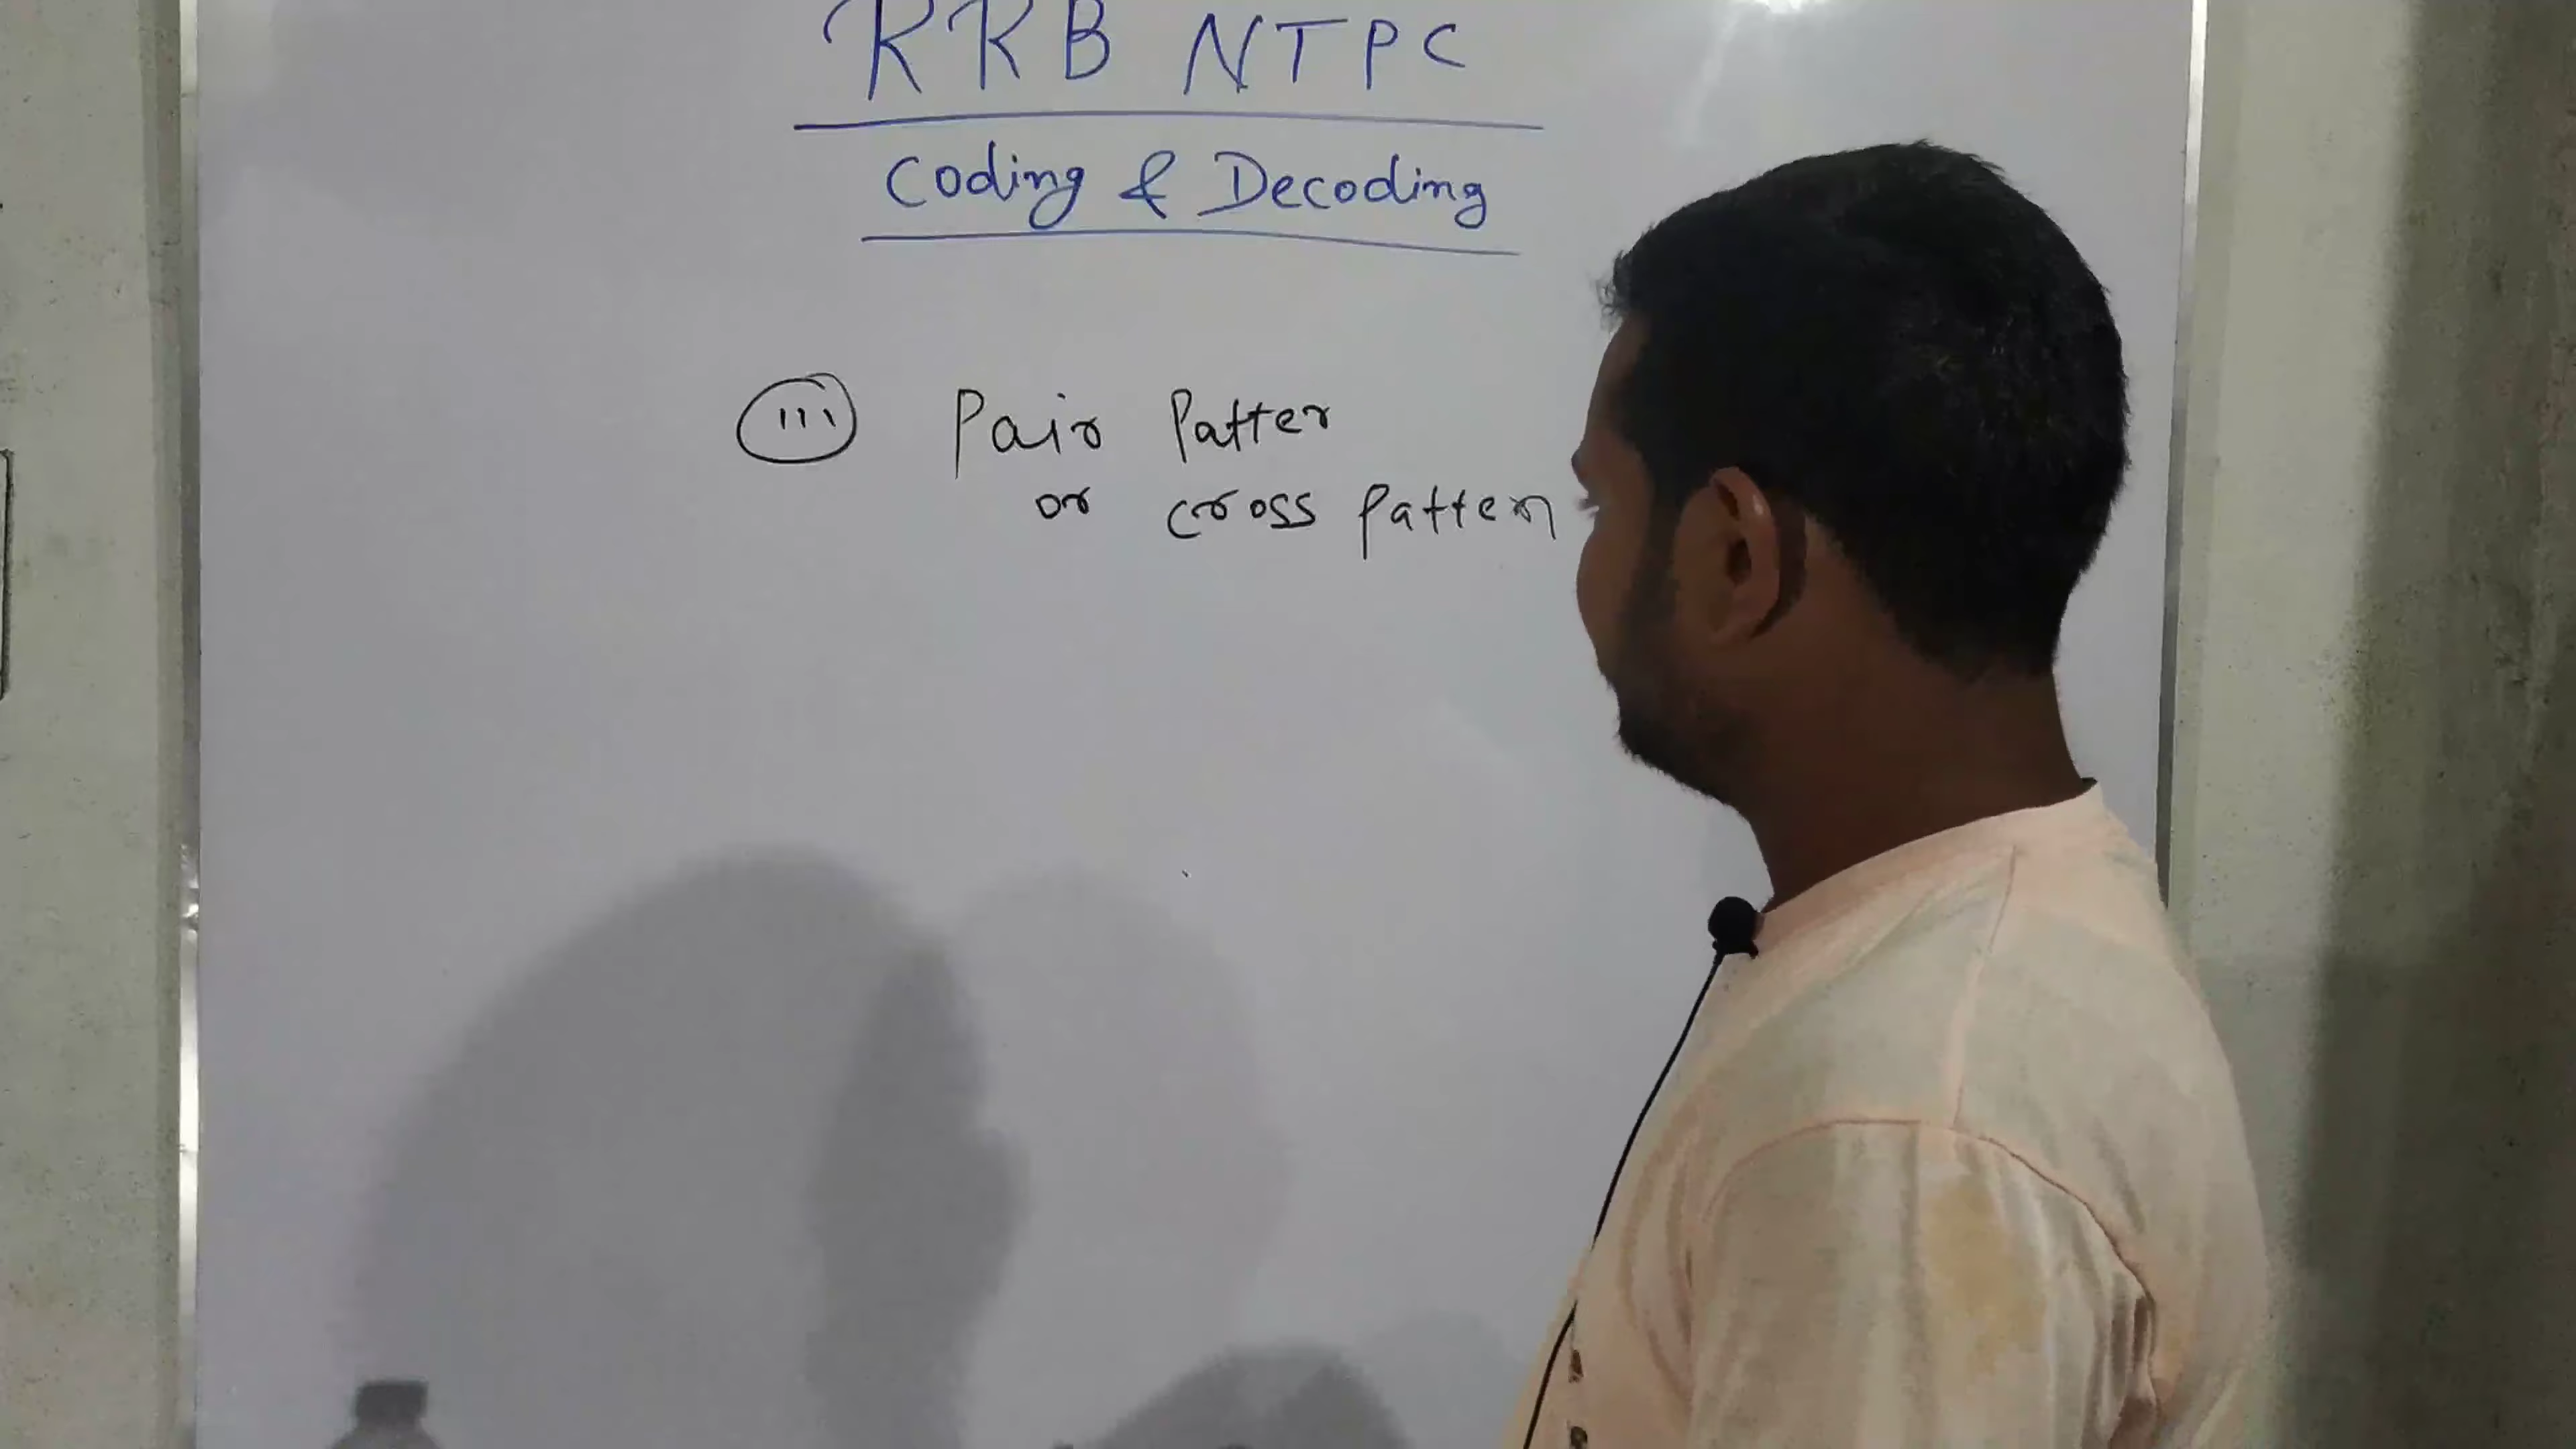 RRB NTPC
Coding & Decoding
(III) Pair Patter
or cross Pattern